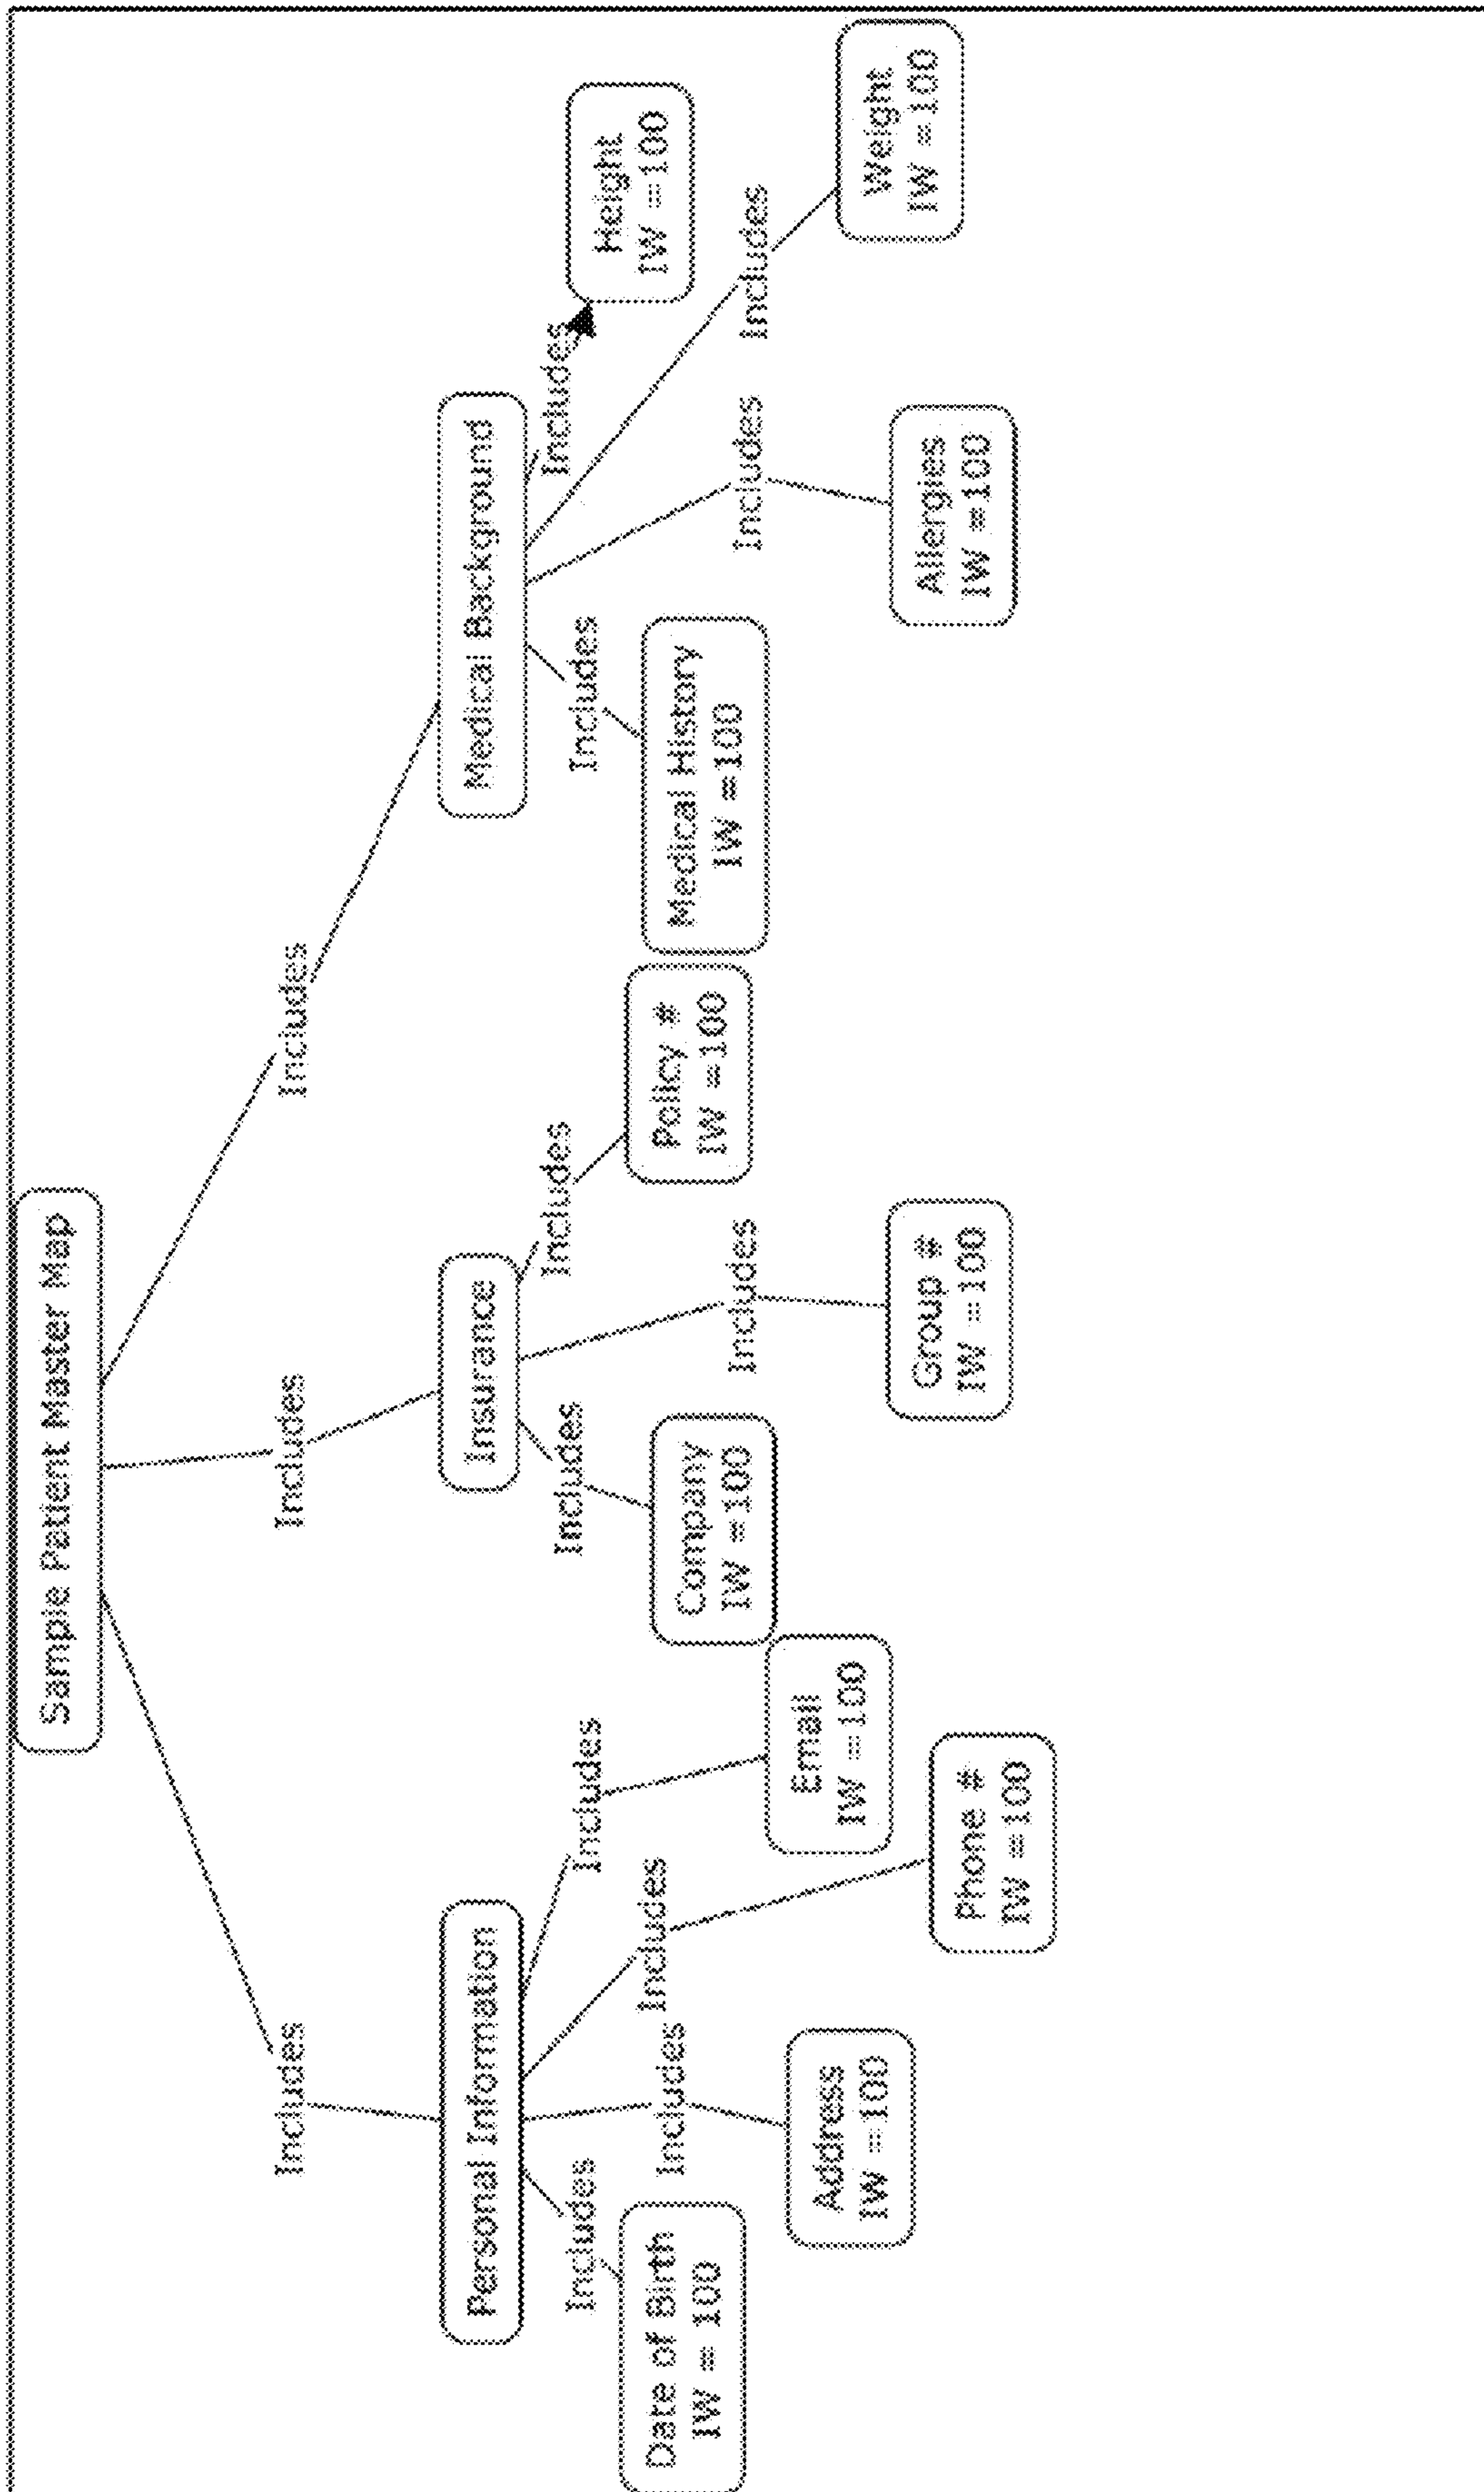 Sample Patient Master Map
Includes
Includes
Includes
Personal Information
Insurance
Medical Background
Includes
Includes
Includes
Includes
Includes
Includes
Includes
Includes
Includes
Includes
Includes
Date of Birth
IW = 100
Address
IW =100
Phone #
IW =100
Email
IW =100
Company
IW =100
Group #
IW =100
Policy #
IW =100
Medical History
IW =100
Allergies
IW =100
Weight
IW =100
Height
IW =100